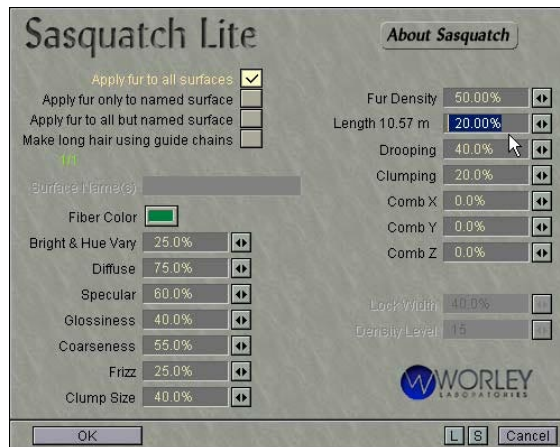 Sasquatch Lite
About Sasquatch
Apply fur to all surfaces
Apply fur only to named surface
Apply fur to all but named surface
Make long hair using guide chains
Surface Name(s)
Fiber Color
Bright & Hue Vary 25.0%
Diffuse 75.0%
Specular 60.0%
Glossiness 40.0%
Coarseness 55.0%
Frizz 25.0%
Clump Size 40.0%
Fur Density 50.00%
Length 10.57 m 20.00%
Drooping 40.0%
Clumping 20.0%
Comb X 0.0%
Comb Y 0.0%
Comb Z 0.0%
Lock Width 40.0%
Density Level 15
WORLEY
LABORATORIES
OK
L S Cancel